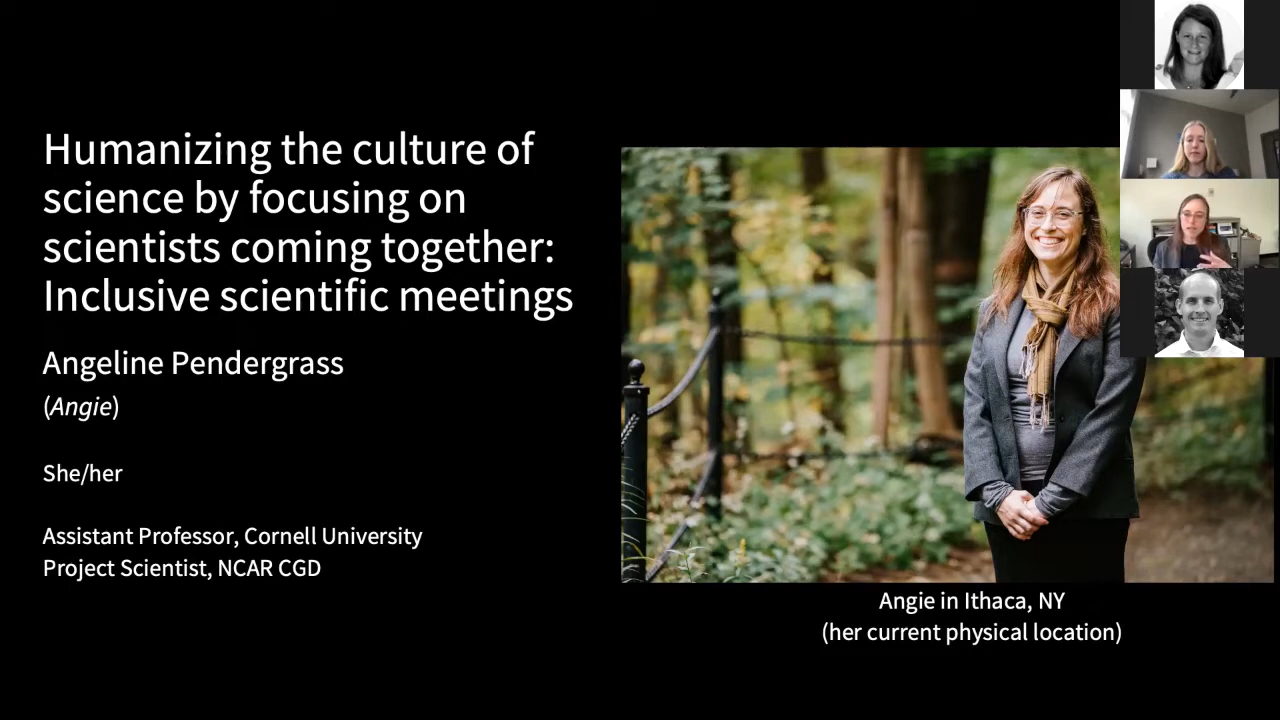 Humanizing the culture of
science by focusing on
scientists coming together:
Inclusive scientific meetings
Angeline Pendergrass
(Angie)
She/her
Assistant Professor, Cornell University
Project Scientist, NCAR CGD
Angie in Ithaca, NY
(her current physical location)